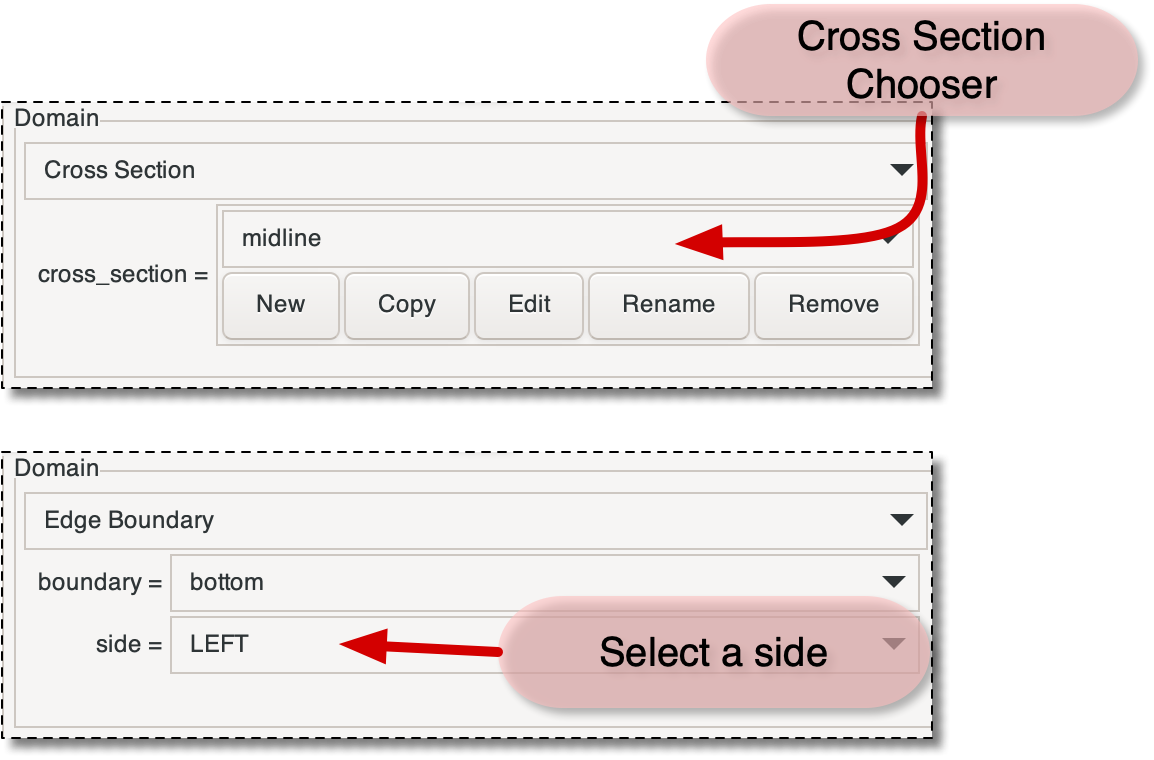 Cross Section
Chooser
Domain
Cross Section
midline
cross_section =
New Copy Edit Rename Remove
Domain
Edge Boundary
boundary = bottom
side = LEFT
Select a side